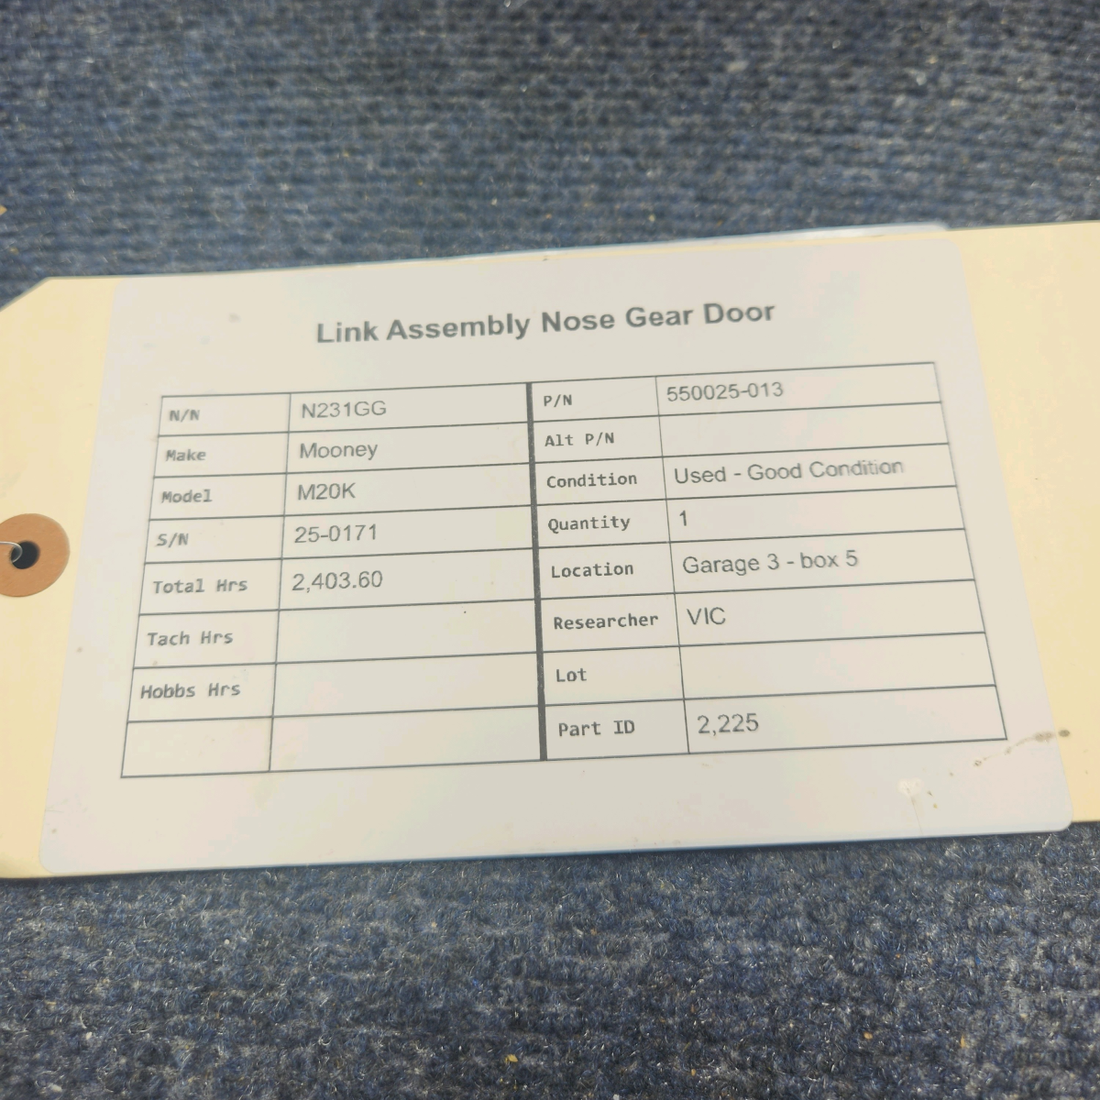 Link Assembly Nose Gear Door
N/N N231GG P/N 550025-013
Make Mooney Alt P/N
Model M20K Condition Used - Good Condition
S/N 25-0171 Quantity 1
Total Hrs 2,403.60 Location Garage 3 - box 5
Tach Hrs Researcher VIC
Hobbs Hrs Lot
Part ID 2,225